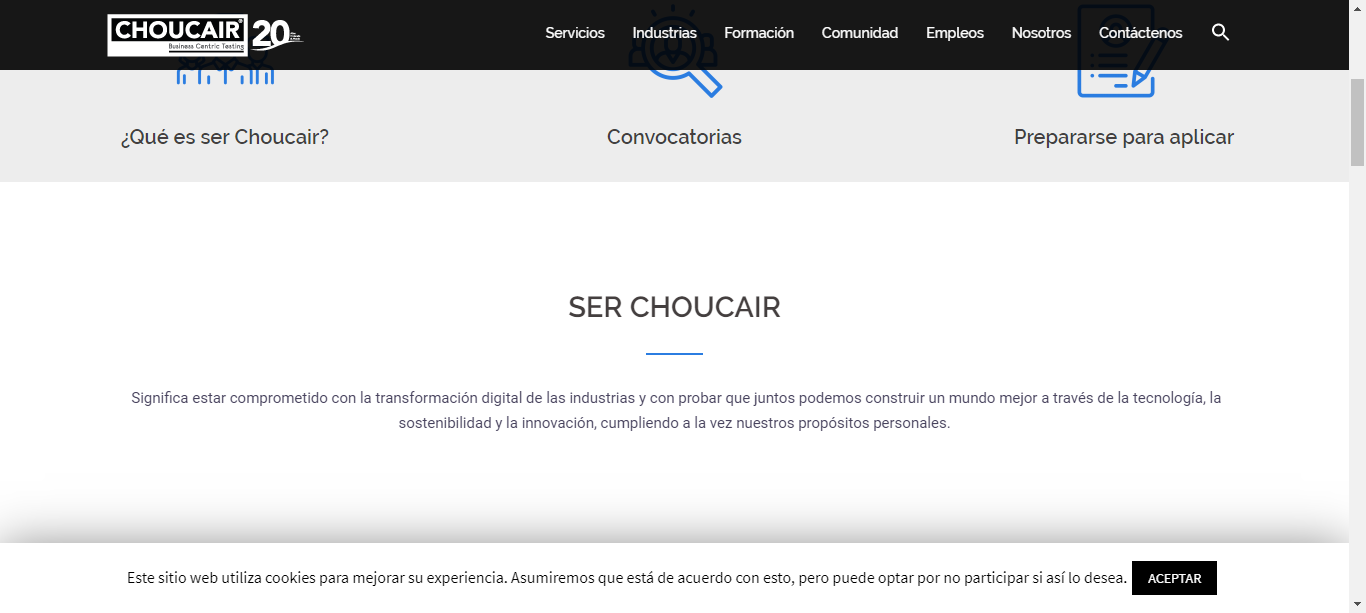 CHOUCAIR®
Business Centric Testing
20
Servicios Industrias Formación Comunidad Empleos Nosotros Contáctenos
¿Qué es ser Choucair? Convocatorias Prepararse para aplicar
SER CHOUCAIR
Significa estar comprometido con la transformación digital de las industrias y con probar que juntos podemos construir un mundo mejor a través de la tecnología, la
sostenibilidad y la innovación, cumpliendo a la vez nuestros propósitos personales.
Este sitio web utiliza cookies para mejorar su experiencia. Asumiremos que está de acuerdo con esto, pero puede optar por no participar si así lo desea. ACEPTAR